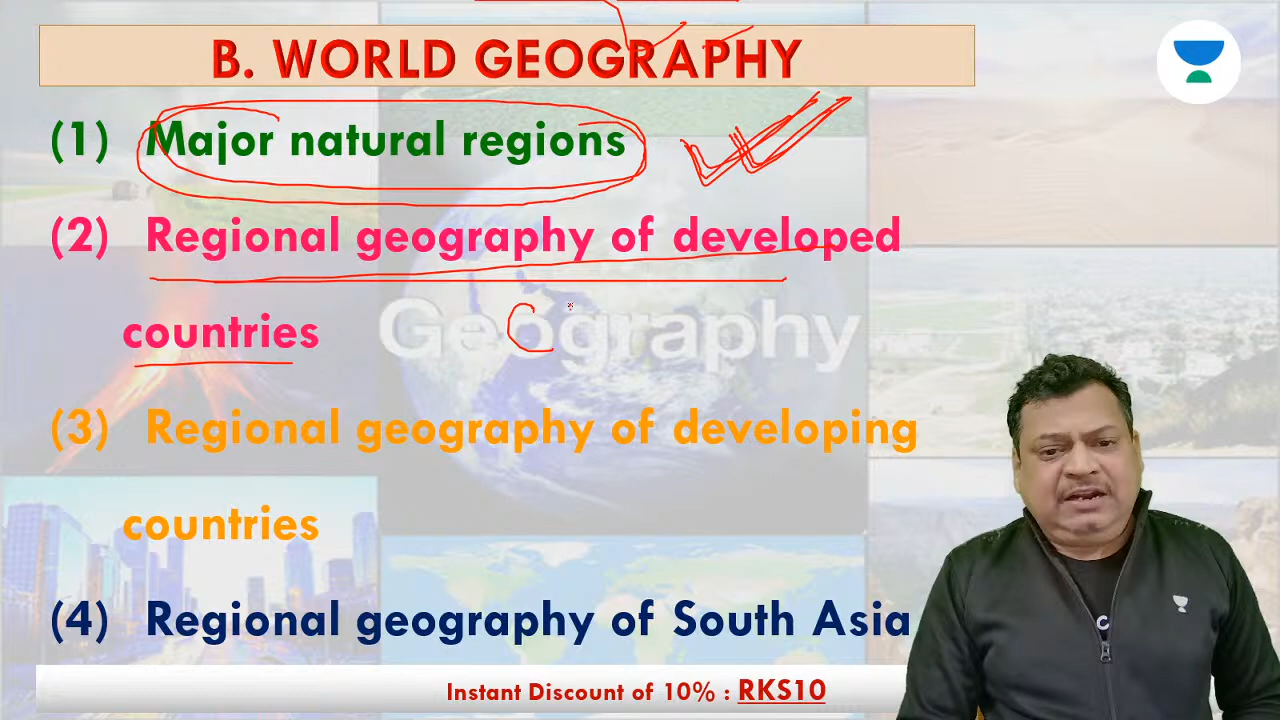 B. WORLD GEOGRAPHY
(1) Major natural regions
(2) Regional geography of developed
countries
C
Geography
(3) Regional geography of developing
countries
(4) Regional geography of South Asia
Instant Discount of 10% : RKS10